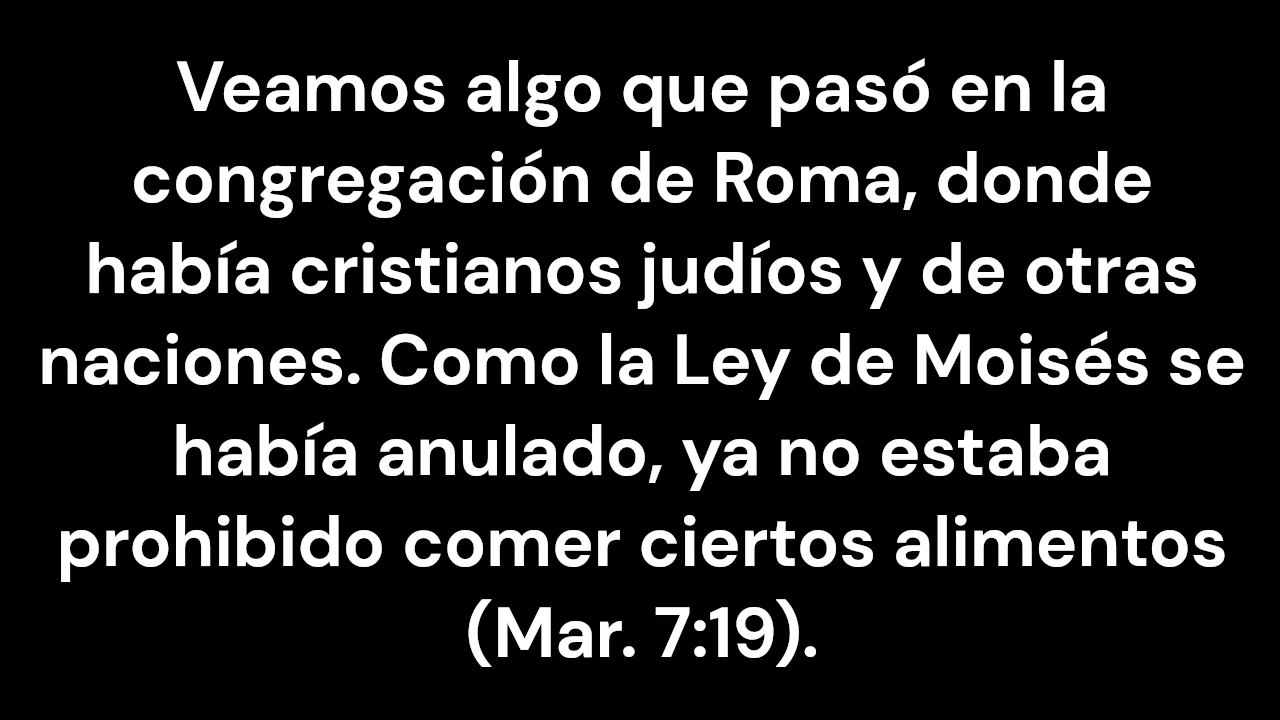 Veamos algo que pasó en la
congregación de Roma, donde
había cristianos judíos y de otras
naciones. Como la Ley de Moisés se
había anulado, ya no estaba
prohibido comer ciertos alimentos
(Mar. 7:19).